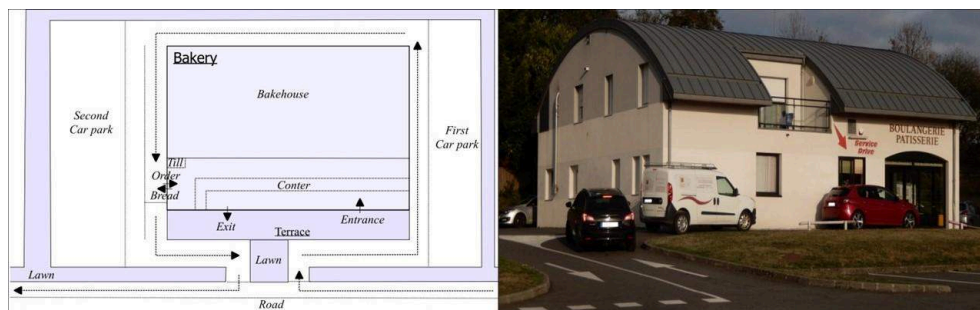 Bakery
Bakehouse
Second
Car park
First
Car park
Till
Order
Bread
Conter
Exit
Entrance
Terrace
Lawn
Lawn
Road
BOULANGERIE
PATISSERIE
Service
Drive